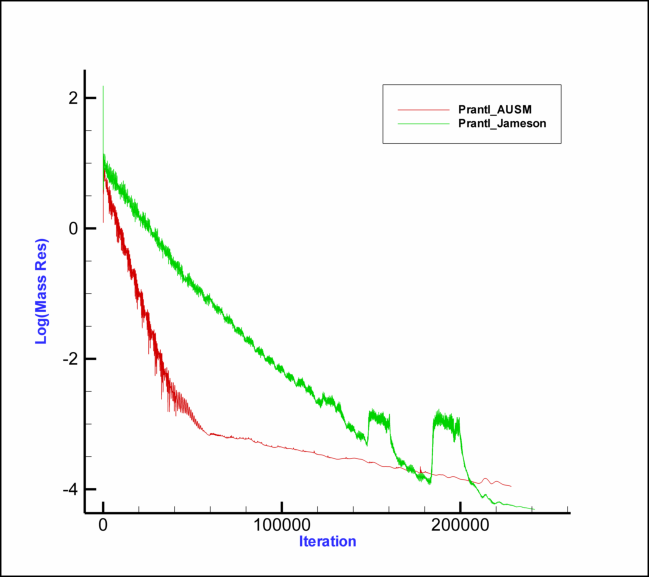 Prantl_AUSM
Prantl_Jameson
2
0
-2
-4
Log(Mass Res)
0
100000
200000
Iteration